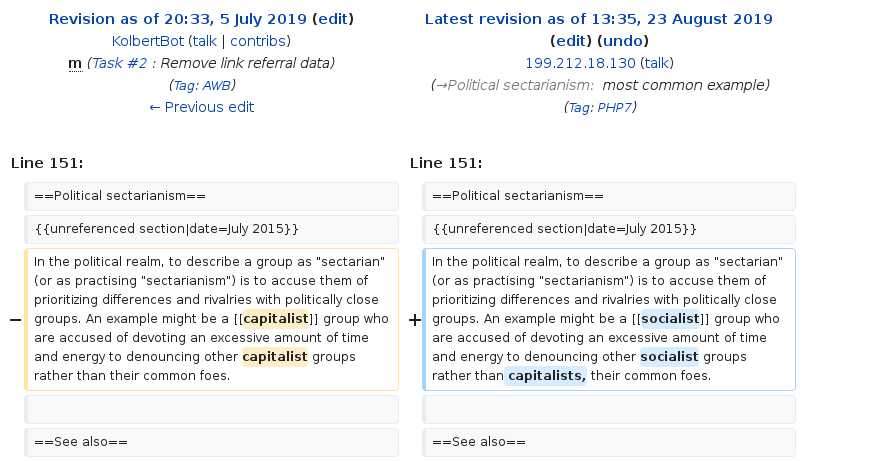 Revision as of 20:33, 5 July 2019 (edit)
KolbertBot (talk | contribs)
m (Task #2 : Remove link referral data)
(Tag: AWB)
← Previous edit
Latest revision as of 13:35, 23 August 2019
(edit) (undo)
199.212.18.130 (talk)
(→Political sectarianism: most common example)
(Tag: PHP7)
Line 151:
==Political sectarianism==
{{unreferenced section|date=July 2015}}
− In the political realm, to describe a group as "sectarian"
(or as practising "sectarianism") is to accuse them of
prioritizing differences and rivalries with politically close
groups. An example might be a [[capitalist]] group who
are accused of devoting an excessive amount of time
and energy to denouncing other capitalist groups
rather than their common foes.
==See also==
Line 151:
==Political sectarianism==
{{unreferenced section|date=July 2015}}
+ In the political realm, to describe a group as "sectarian"
(or as practising "sectarianism") is to accuse them of
prioritizing differences and rivalries with politically close
groups. An example might be a [[socialist]] group who
are accused of devoting an excessive amount of time
and energy to denouncing other socialist groups
rather than capitalists, their common foes.
==See also==